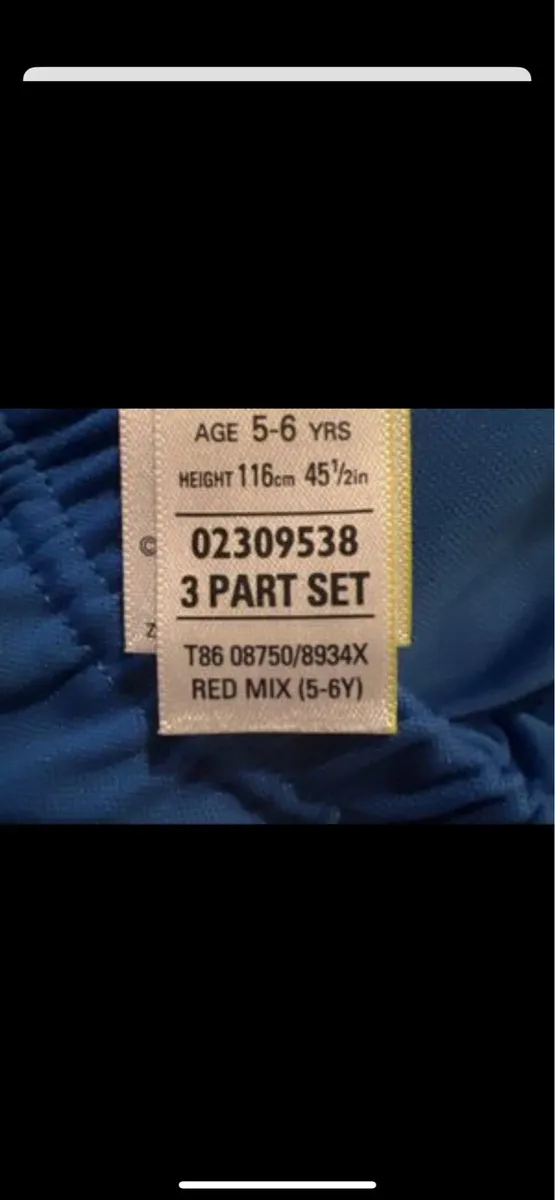 AGE 5-6 YRS
HEIGHT 116cm 45½in
02309538
3 PART SET
T86 08750/8934X
RED MIX (5-6Y)
©
Z